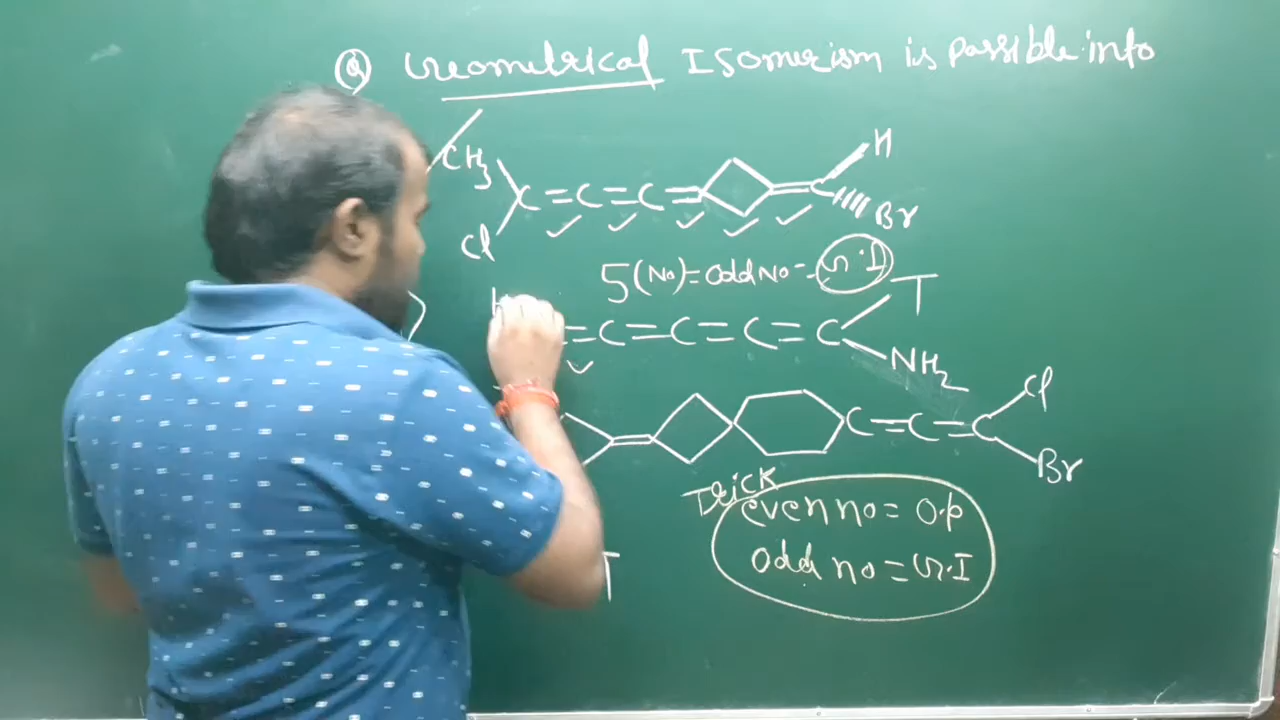 Q Geometrical Isomerism is possible into
CH3 C=C=C= =C H
Cl Br
5(No)=odd No- G.I
H =C=C=C=C T
NH2
C=C=C Cl
Br
Trick
even no= O.P
odd no = G.I
T